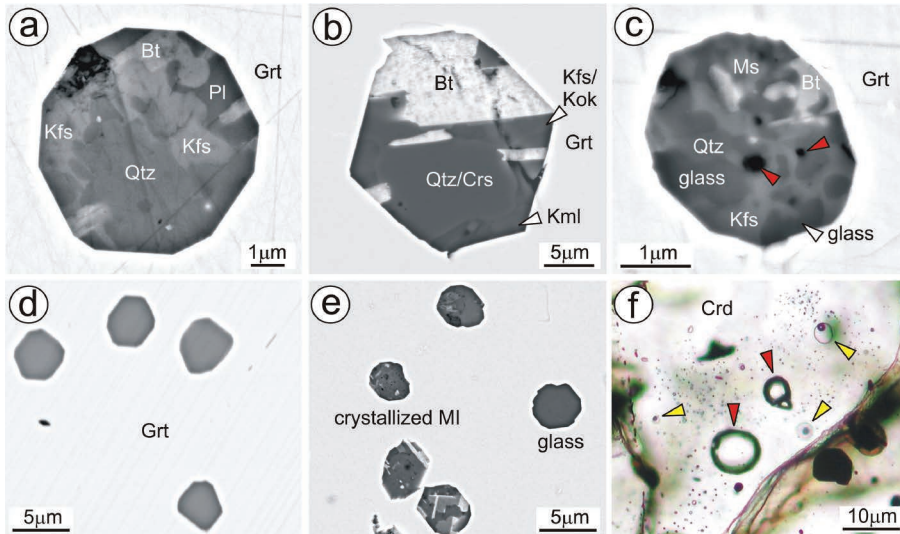 a
Bt
Grt
Pl
Kfs
Kfs
Qtz
1μm
b
Bt
Kfs/
Kok
Grt
Qtz/Crs
Kml
5μm
c
Ms
Bt
Grt
Qtz
glass
Kfs
glass
1μm
d
Grt
5μm
e
crystallized MI
glass
5μm
f
Crd
10μm